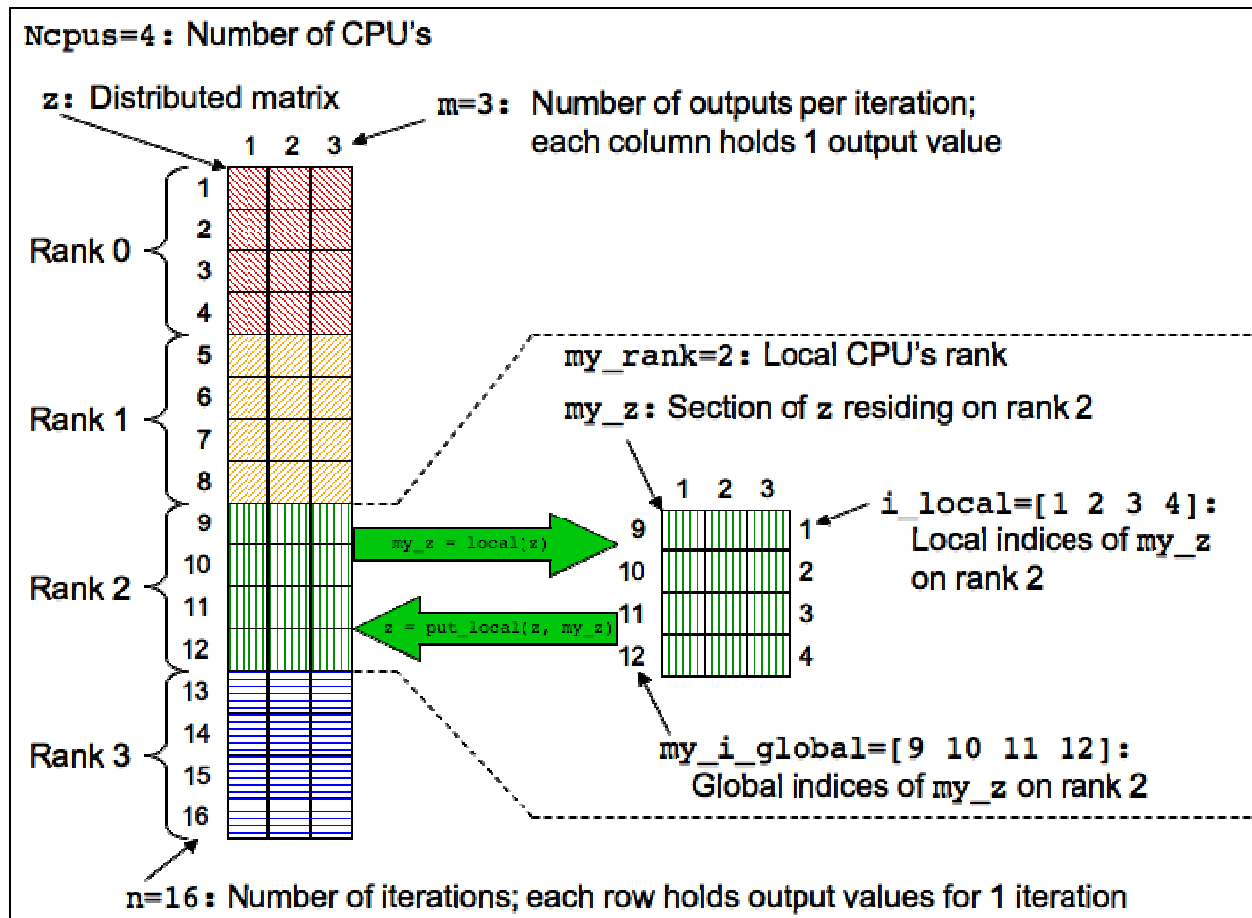 Ncpus=4: Number of CPU's
z: Distributed matrix
m=3: Number of outputs per iteration;
each column holds 1 output value
1 2 3
1
2
3
4
Rank 0
5
6
7
8
Rank 1
9
10
11
12
Rank 2
13
14
15
16
Rank 3
my_rank=2: Local CPU's rank
my_z: Section of z residing on rank 2
1 2 3
9
10
11
12
1
2
3
4
i_local=[1 2 3 4]:
Local indices of my_z
on rank 2
my_z = local(z)
z = put_local(z, my_z)
my_i_global=[9 10 11 12]:
Global indices of my_z on rank 2
n=16: Number of iterations; each row holds output values for 1 iteration